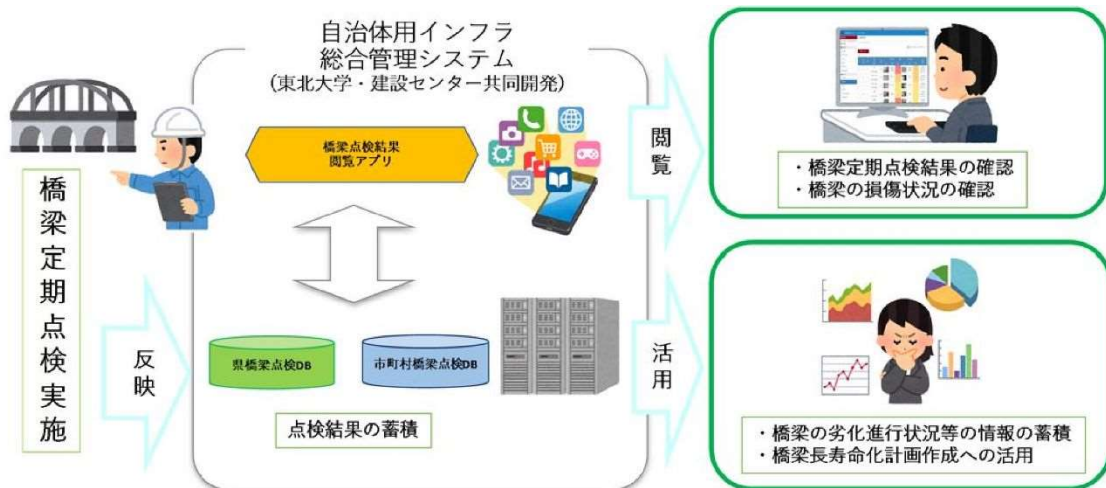 自治体用インフラ
総合管理システム
(東北大学・建設センター共同開発)
橋梁定期点検実施
反映
橋梁点検結果
閲覧アプリ
県橋梁点検DB
市町村橋梁点検DB
点検結果の蓄積
閲覧
・橋梁定期点検結果の確認
・橋梁の損傷状況の確認
活用
・橋梁の劣化進行状況等の情報の蓄積
・橋梁長寿命化計画作成への活用